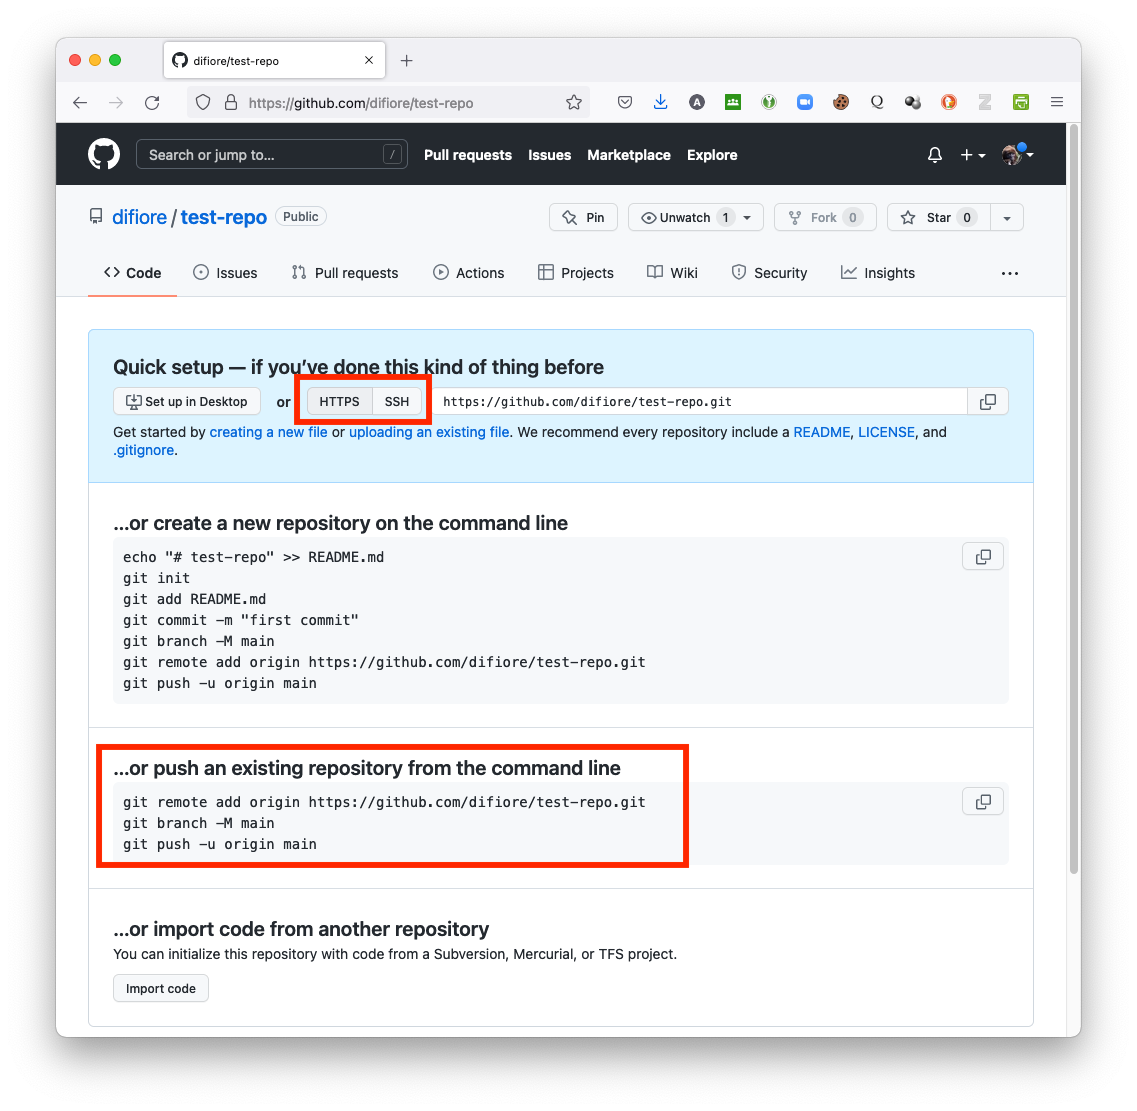 difiore/test-repo
https://github.com/difiore/test-repo
Search or jump to... /
Pull requests Issues Marketplace Explore
difiore / test-repo Public
Pin Unwatch 1 Fork 0 Star 0
Code Issues Pull requests Actions Projects Wiki Security Insights
Quick setup — if you’ve done this kind of thing before
Set up in Desktop or HTTPS SSH https://github.com/difiore/test-repo.git
Get started by creating a new file or uploading an existing file. We recommend every repository include a README, LICENSE, and
.gitignore.
...or create a new repository on the command line
echo "# test-repo" >> README.md
git init
git add README.md
git commit -m "first commit"
git branch -M main
git remote add origin https://github.com/difiore/test-repo.git
git push -u origin main
...or push an existing repository from the command line
git remote add origin https://github.com/difiore/test-repo.git
git branch -M main
git push -u origin main
...or import code from another repository
You can initialize this repository with code from a Subversion, Mercurial, or TFS project.
Import code